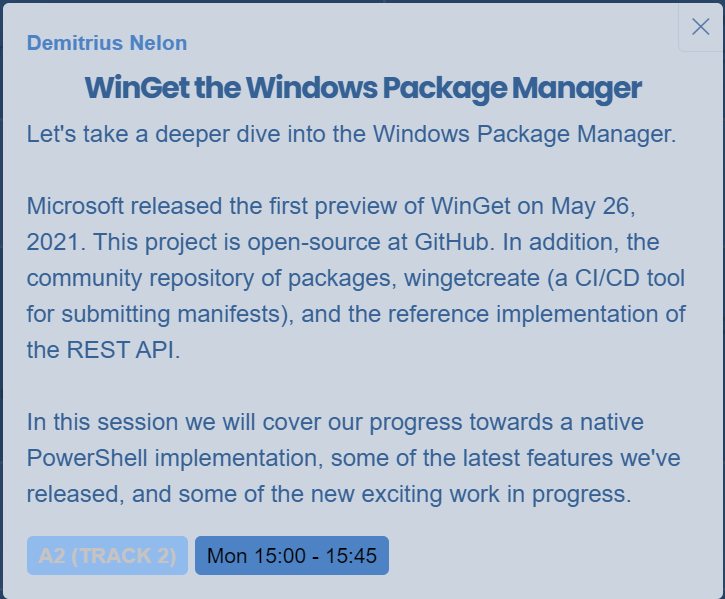 Demitrius Nelon
WinGet the Windows Package Manager
Let's take a deeper dive into the Windows Package Manager.
Microsoft released the first preview of WinGet on May 26,
2021. This project is open-source at GitHub. In addition, the
community repository of packages, wingetcreate (a CI/CD tool
for submitting manifests), and the reference implementation of
the REST API.
In this session we will cover our progress towards a native
PowerShell implementation, some of the latest features we've
released, and some of the new exciting work in progress.
A2 (TRACK 2) Mon 15:00 - 15:45